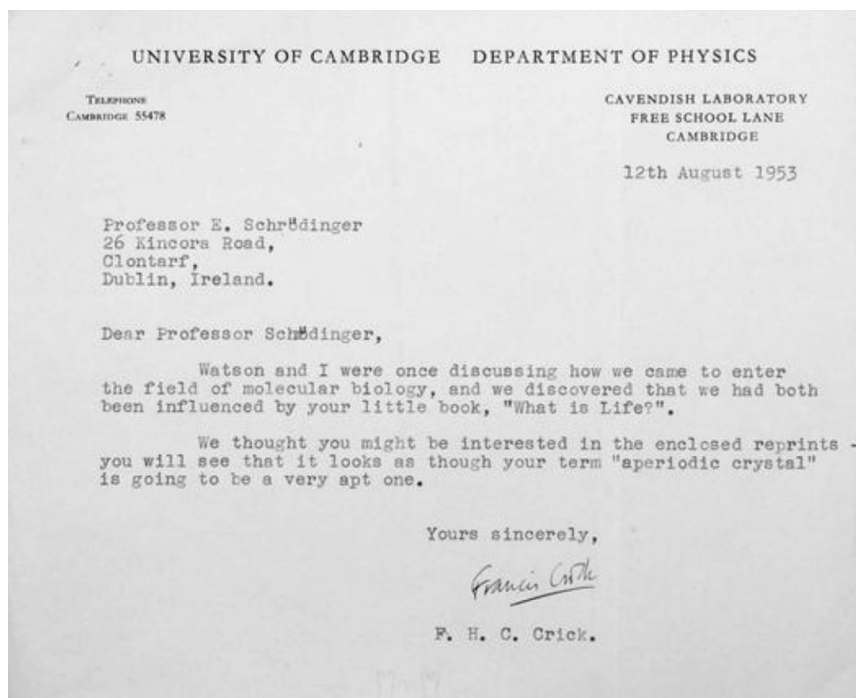 UNIVERSITY OF CAMBRIDGE DEPARTMENT OF PHYSICS
TELEPHONE
CAMBRIDGE 55478
CAVENDISH LABORATORY
FREE SCHOOL LANE
CAMBRIDGE
12th August 1953
Professor E. Schrödinger
26 Kincora Road,
Clontarf,
Dublin, Ireland.
Dear Professor Schödinger,
Watson and I were once discussing how we came to enter
the field of molecular biology, and we discovered that we had both
been influenced by your little book, "What is Life?".
We thought you might be interested in the enclosed reprints -
you will see that it looks as though your term "aperiodic crystal"
is going to be a very apt one.
Yours sincerely,
Francis Crick
F. H. C. Crick.